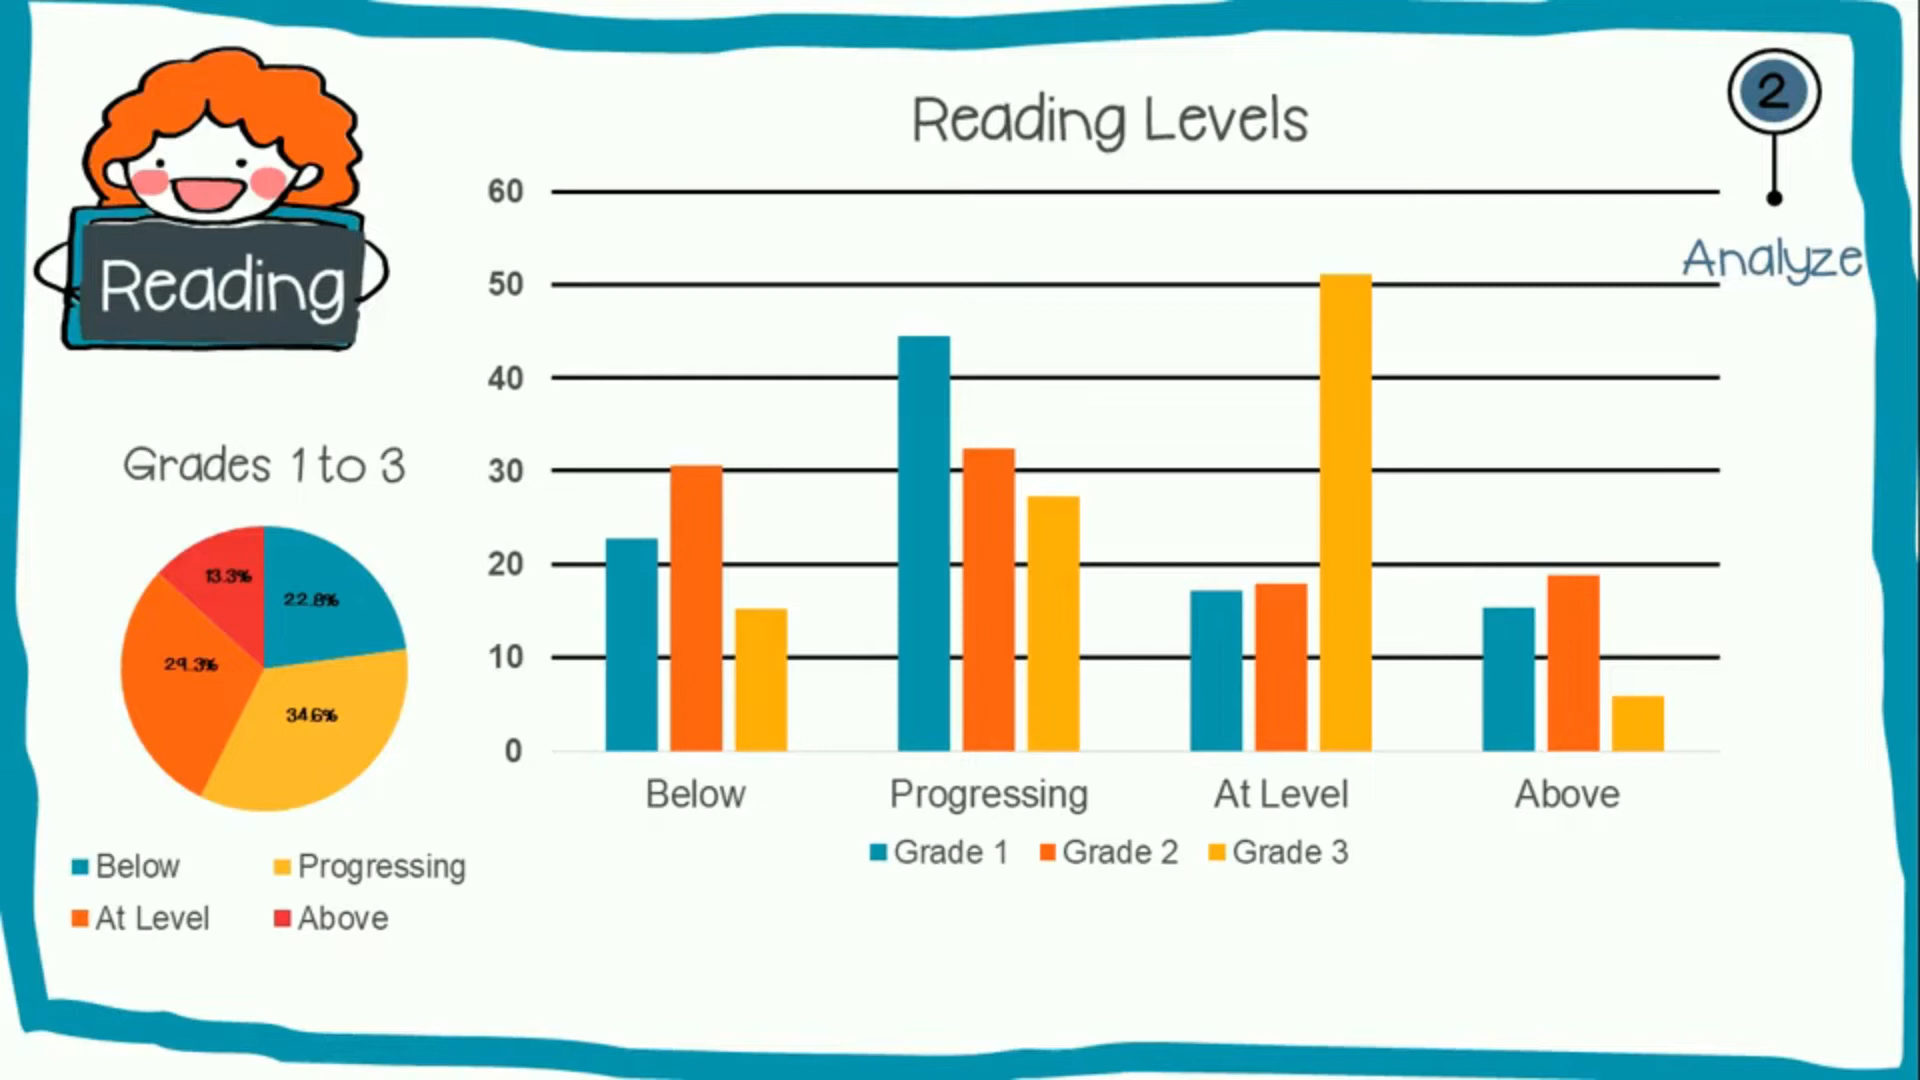 Reading
Grades 1 to 3
13.3%
22.8%
29.3%
34.6%
Below
Progressing
At Level
Above
Reading Levels
60
50
40
30
20
10
0
Below Progressing At Level Above
Grade 1 Grade 2 Grade 3
2
Analyze